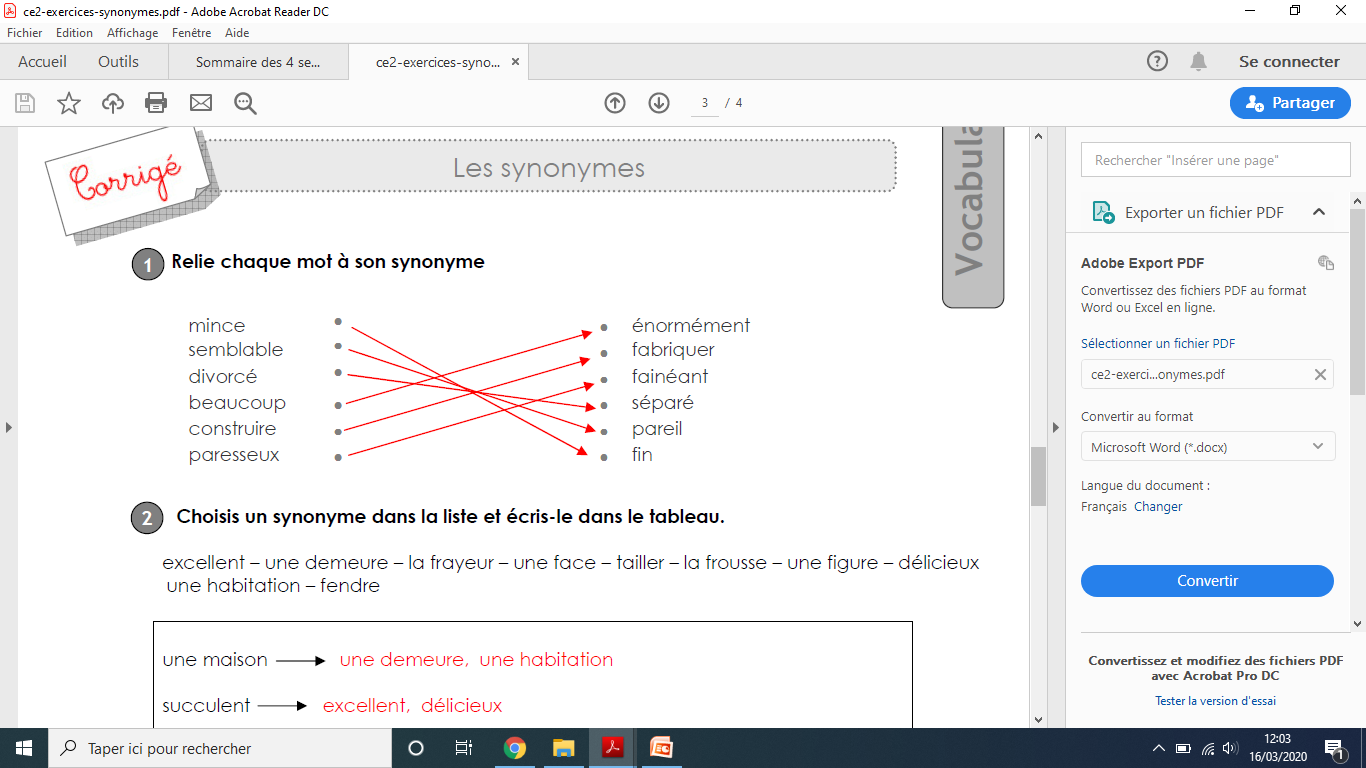 ce2-exercices-synonymes.pdf - Adobe Acrobat Reader DC
Fichier Edition Affichage Fenêtre Aide
Accueil Outils Sommaire des 4 se... ce2-exercices-syno... × Se connecter
3 / 4 Partager
Corrigé
Les synonymes
Vocabula
1 Relie chaque mot à son synonyme
mince • • énormément
semblable • • fabriquer
divorcé • • fainéant
beaucoup • • séparé
construire • • pareil
paresseux • • fin
2 Choisis un synonyme dans la liste et écris-le dans le tableau.
excellent – une demeure – la frayeur – une face – tailler – la frousse – une figure – délicieux
une habitation – fendre
une maison → une demeure, une habitation
succulent → excellent, délicieux
Rechercher "Insérer une page"
Exporter un fichier PDF
Adobe Export PDF
Convertissez des fichiers PDF au format
Word ou Excel en ligne.
Sélectionner un fichier PDF
ce2-exerci...onymes.pdf
Convertir au format
Microsoft Word (*.docx)
Langue du document :
Français Changer
Convertir
Convertissez et modifiez des fichiers PDF
avec Acrobat Pro DC
Tester la version d'essai
Taper ici pour rechercher
12:03
16/03/2020
1